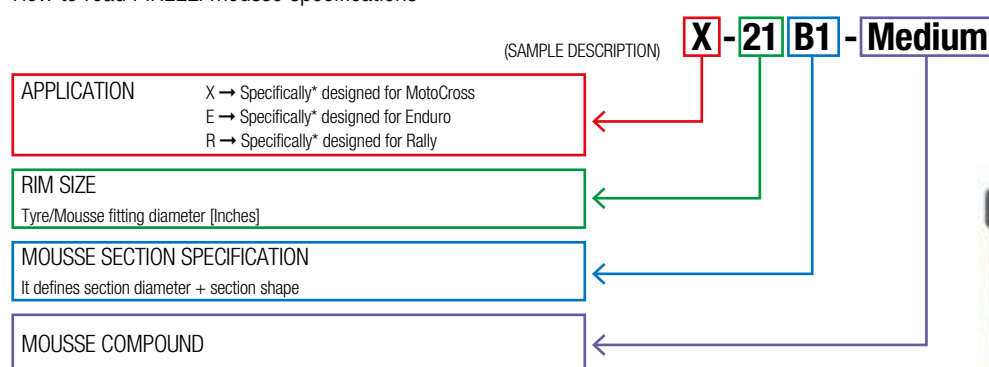 (SAMPLE DESCRIPTION) X - 21 B1 - Medium
APPLICATION X → Specifically* designed for MotoCross
E → Specifically* designed for Enduro
R → Specifically* designed for Rally
RIM SIZE
Tyre/Mousse fitting diameter [Inches]
MOUSSE SECTION SPECIFICATION
It defines section diameter + section shape
MOUSSE COMPOUND